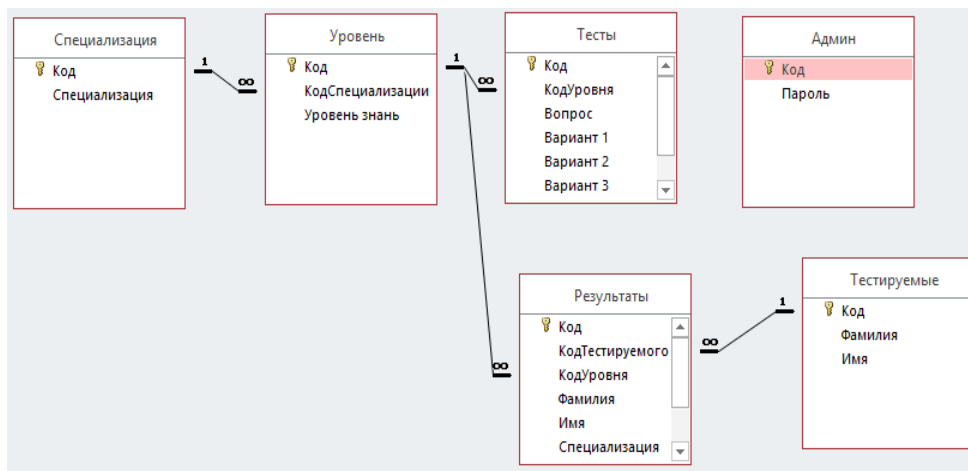 Специализация
Код
Специализация
1
∞
Уровень
Код
КодСпециализации
Уровень знань
1
∞
∞
Тесты
Код
КодУровня
Вопрос
Вариант 1
Вариант 2
Вариант 3
Админ
Код
Пароль
Результаты
Код
КодТестируемого
КодУровня
Фамилия
Имя
Специализация
∞
1
Тестируемые
Код
Фамилия
Имя